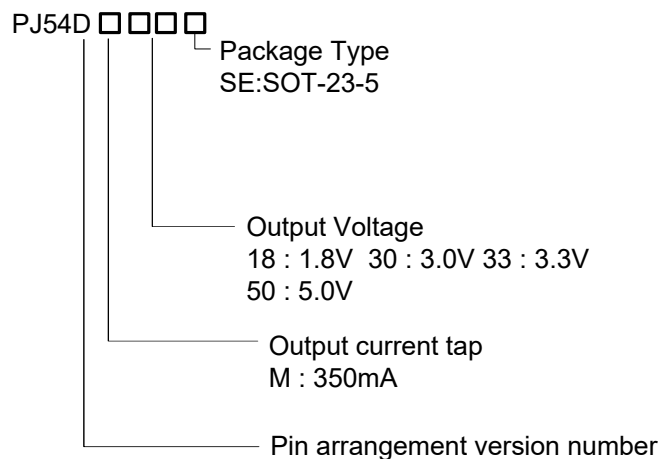 PJ54D □ □□ □
Package Type
SE:SOT-23-5
Output Voltage
18 : 1.8V 30 : 3.0V 33 : 3.3V
50 : 5.0V
Output current tap
M : 350mA
Pin arrangement version number